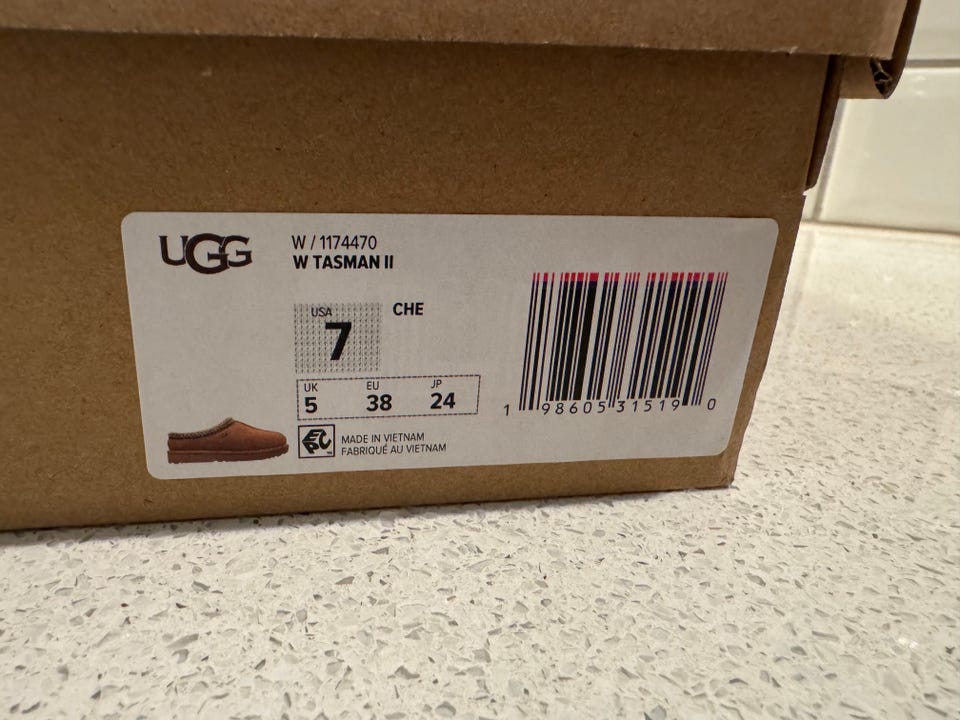 UGG
W / 1174470
W TASMAN II
USA
7
CHE
UK EU JP
5 38 24
EPC
MADE IN VIETNAM
FABRIQUÉ AU VIETNAM
1 98605 31519 0